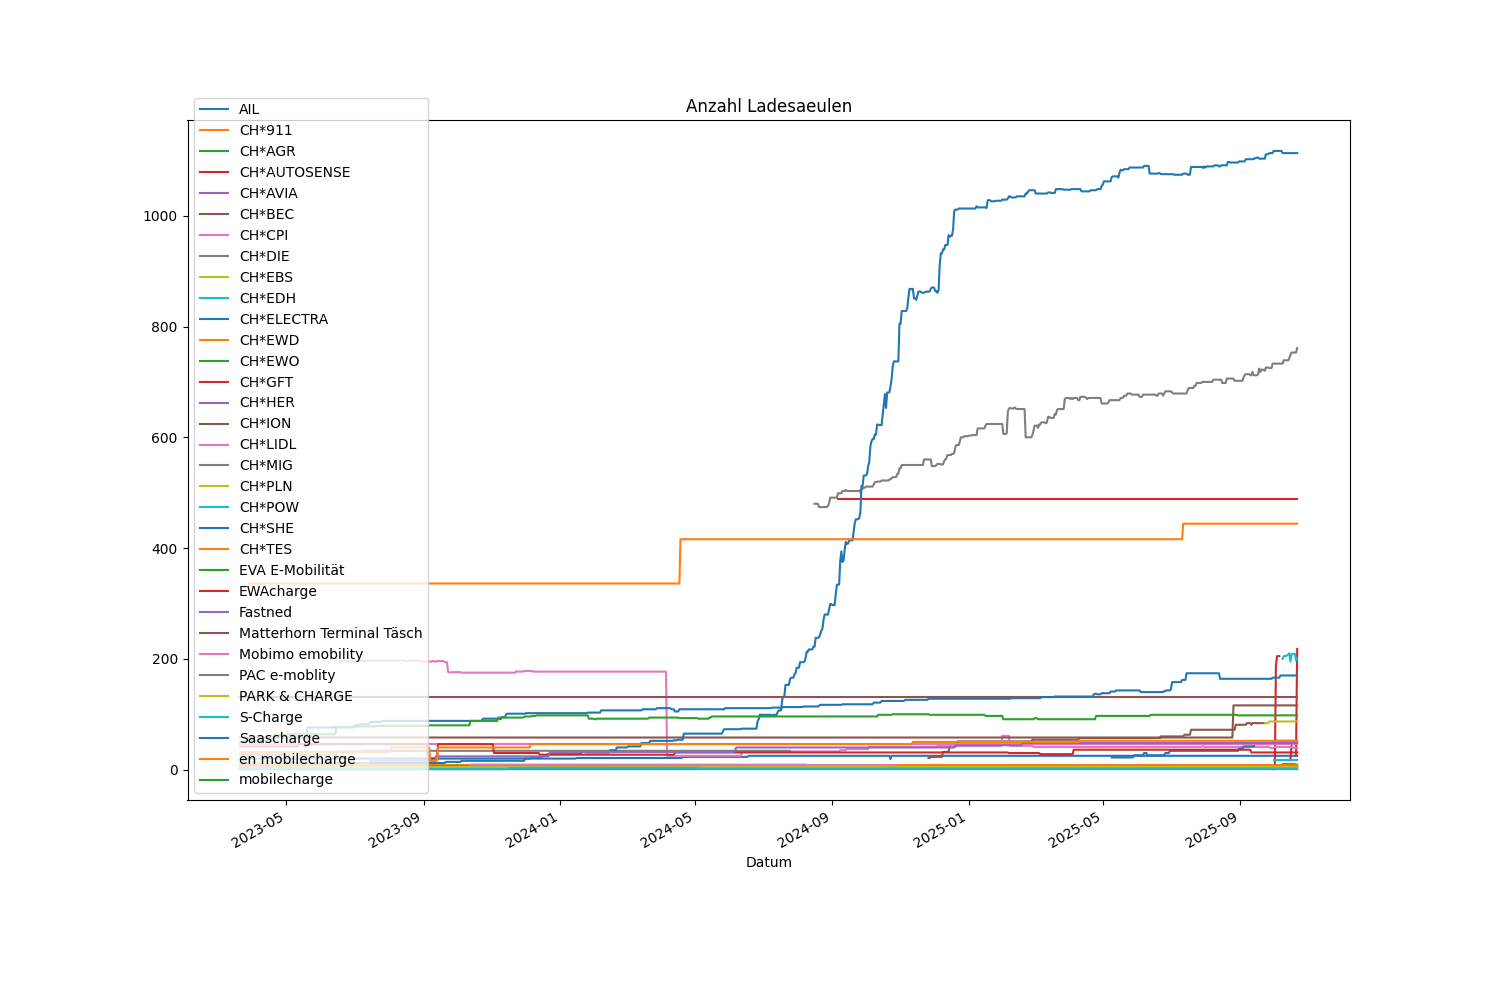 Anzahl Ladesaeulen
AIL
CH*911
CH*AGR
CH*AUTOSENSE
CH*AVIA
CH*BEC
CH*CPI
CH*DIE
CH*EBS
CH*EDH
CH*ELECTRA
CH*EWD
CH*EWO
CH*GFT
CH*HER
CH*ION
CH*LIDL
CH*MIG
CH*PLN
CH*POW
CH*SHE
CH*TES
EVA E-Mobilität
EWAcharge
Fastned
Matterhorn Terminal Täsch
Mobimo emobility
PAC e-moblity
PARK & CHARGE
S-Charge
Saascharge
en mobilecharge
mobilecharge
1000
800
600
400
200
0
2023-05
2023-09
2024-01
2024-05
2024-09
2025-01
2025-05
2025-09
Datum